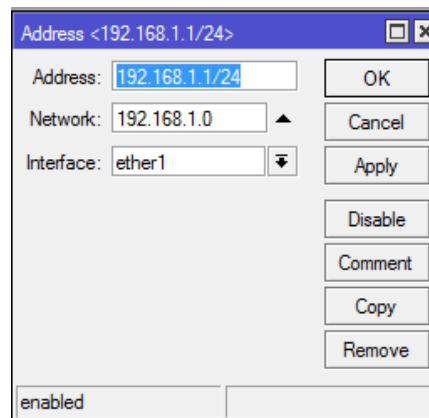 Address <192.168.1.1/24>
Address: 192.168.1.1/24 OK
Network: 192.168.1.0 Cancel
Interface: ether1 Apply
Disable
Comment
Copy
Remove
enabled